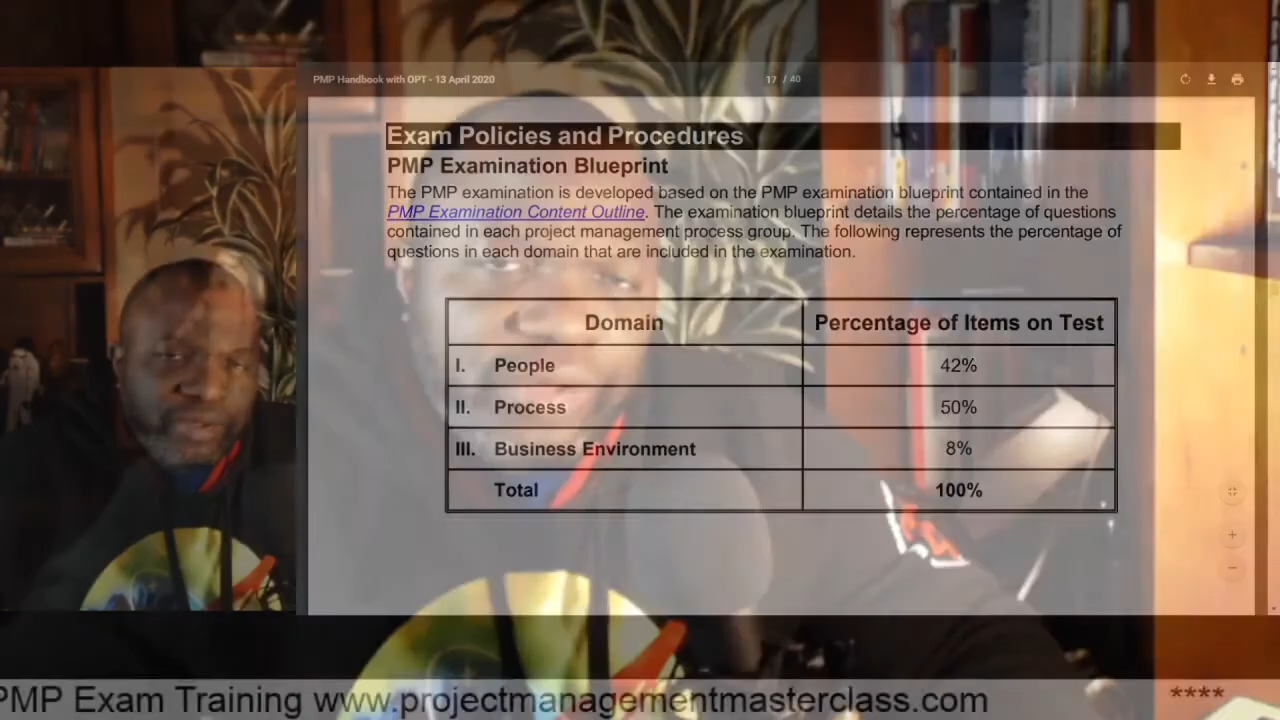 PMP Handbook with OPT - 13 April 2020
17 / 40
Exam Policies and Procedures
PMP Examination Blueprint
The PMP examination is developed based on the PMP examination blueprint contained in the
PMP Examination Content Outline. The examination blueprint details the percentage of questions
contained in each project management process group. The following represents the percentage of
questions in each domain that are included in the examination.
Domain Percentage of Items on Test
I. People 42%
II. Process 50%
III. Business Environment 8%
Total 100%
PMP Exam Training www.projectmanagementmasterclass.com ****